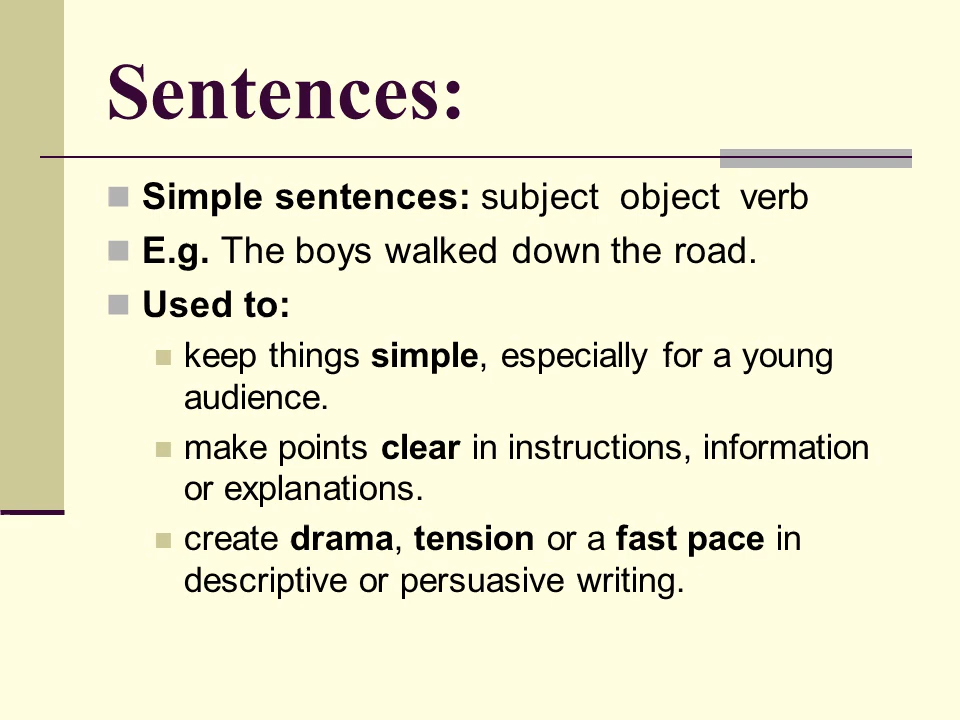 Sentences:
Simple sentences: subject object verb
E.g. The boys walked down the road.
Used to:
keep things simple, especially for a young
audience.
make points clear in instructions, information
or explanations.
create drama, tension or a fast pace in
descriptive or persuasive writing.